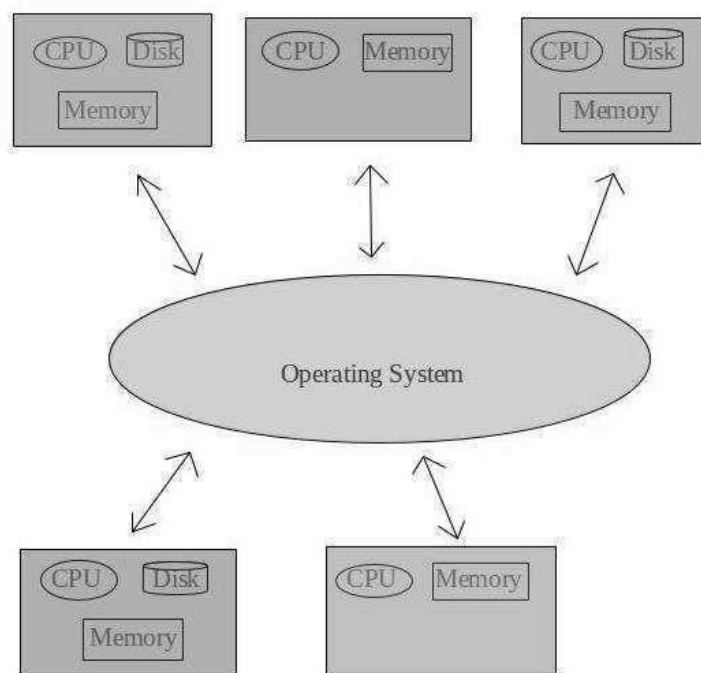 CPU Disk
Memory
CPU Memory
CPU Disk
Memory
Operating System
CPU Disk
Memory
CPU Memory